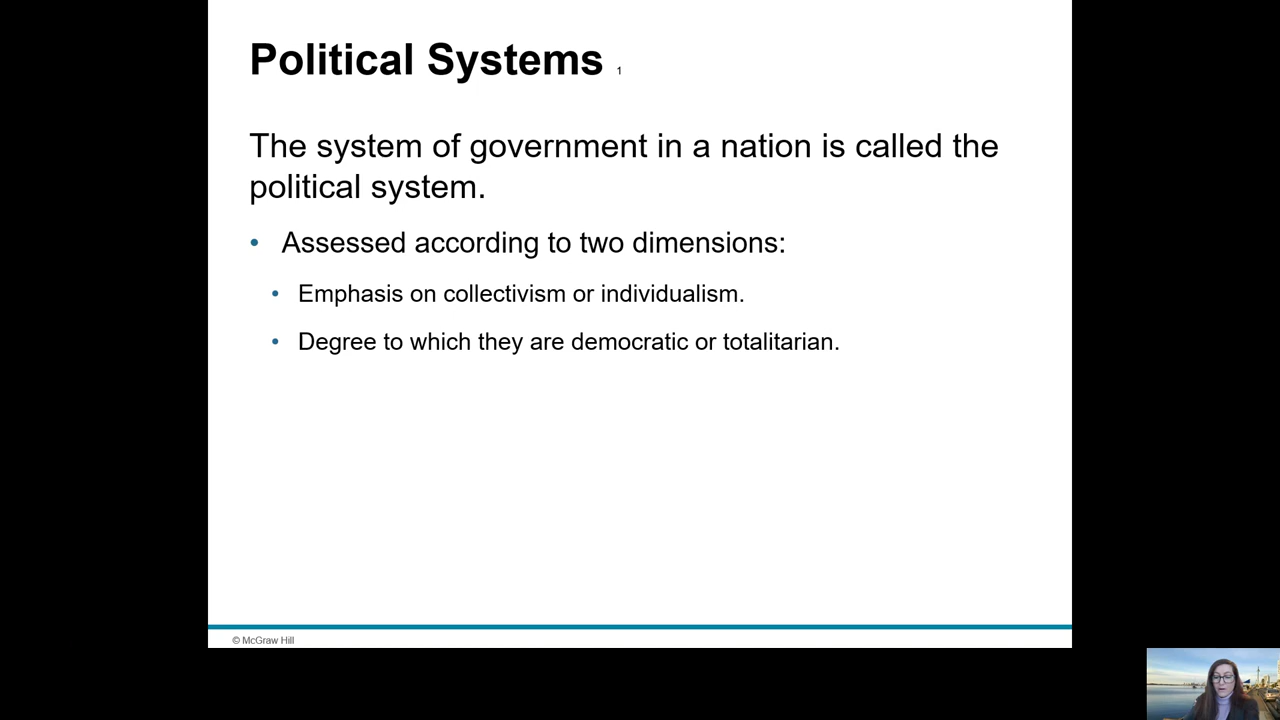 Political Systems 1
The system of government in a nation is called the
political system.
• Assessed according to two dimensions:
• Emphasis on collectivism or individualism.
• Degree to which they are democratic or totalitarian.
© McGraw Hill